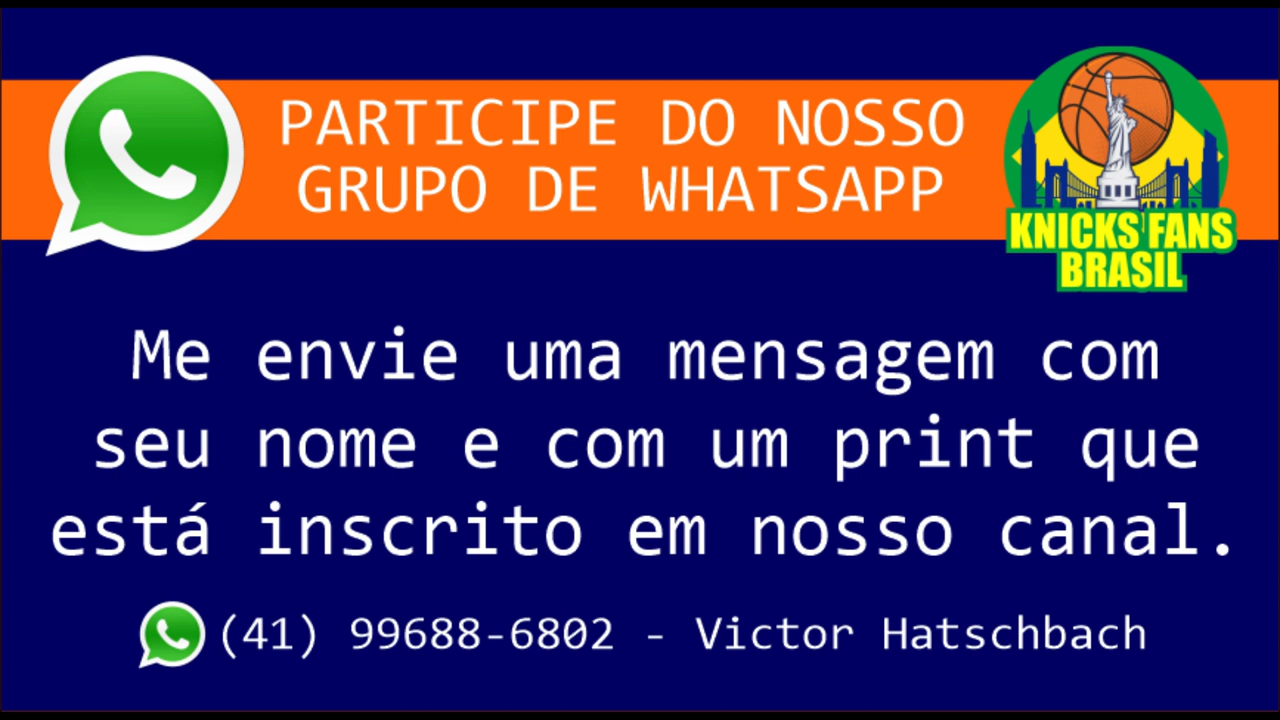 PARTICIPE DO NOSSO
GRUPO DE WHATSAPP
KNICKS FANS
BRASIL
Me envie uma mensagem com
seu nome e com um print que
está inscrito em nosso canal.
(41) 99688-6802 - Victor Hatschbach